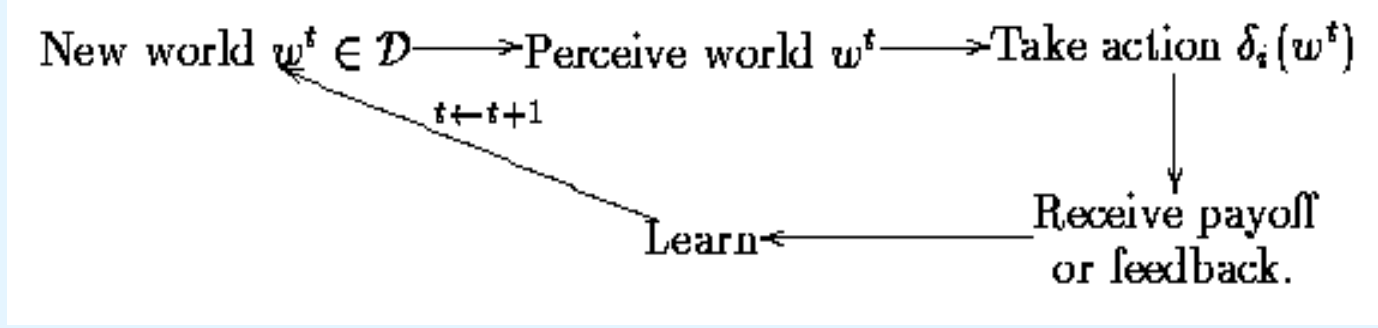 New world w^t ∈ 𝒟 Perceive world w^t Take action δ_i(w^t)
t←t+1
Receive payoff
Learn
or feedback.